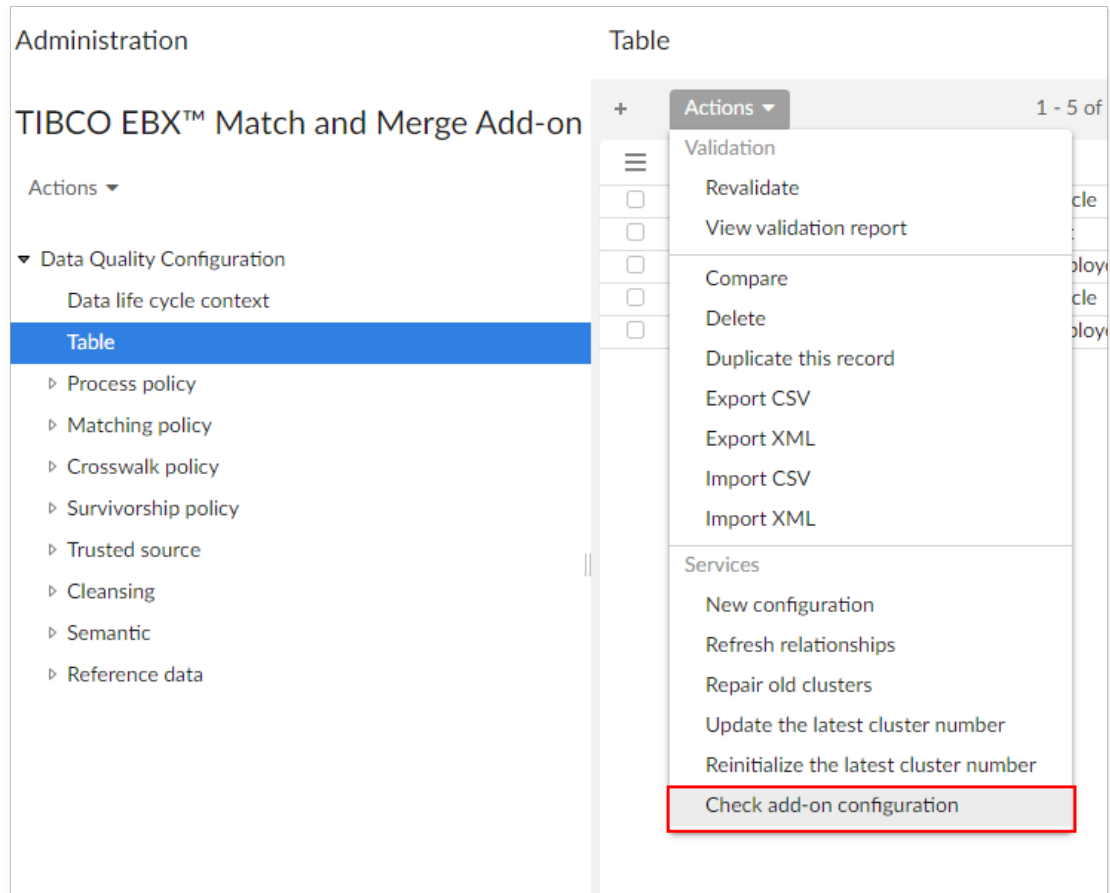 Administration
TIBCO EBX™ Match and Merge Add-on
Actions
Data Quality Configuration
Data life cycle context
Table
Process policy
Matching policy
Crosswalk policy
Survivorship policy
Trusted source
Cleansing
Semantic
Reference data
Table
Actions
1 - 5 of
Validation
Revalidate
View validation report
Compare
Delete
Duplicate this record
Export CSV
Export XML
Import CSV
Import XML
Services
New configuration
Refresh relationships
Repair old clusters
Update the latest cluster number
Reinitialize the latest cluster number
Check add-on configuration